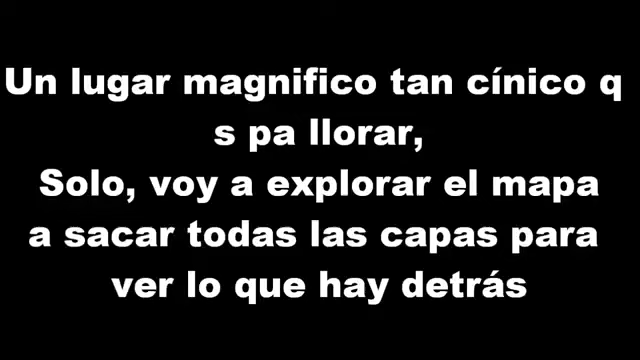 Un lugar magnifico tan cínico q
s pa llorar,
Solo, voy a explorar el mapa
a sacar todas las capas para
ver lo que hay detrás